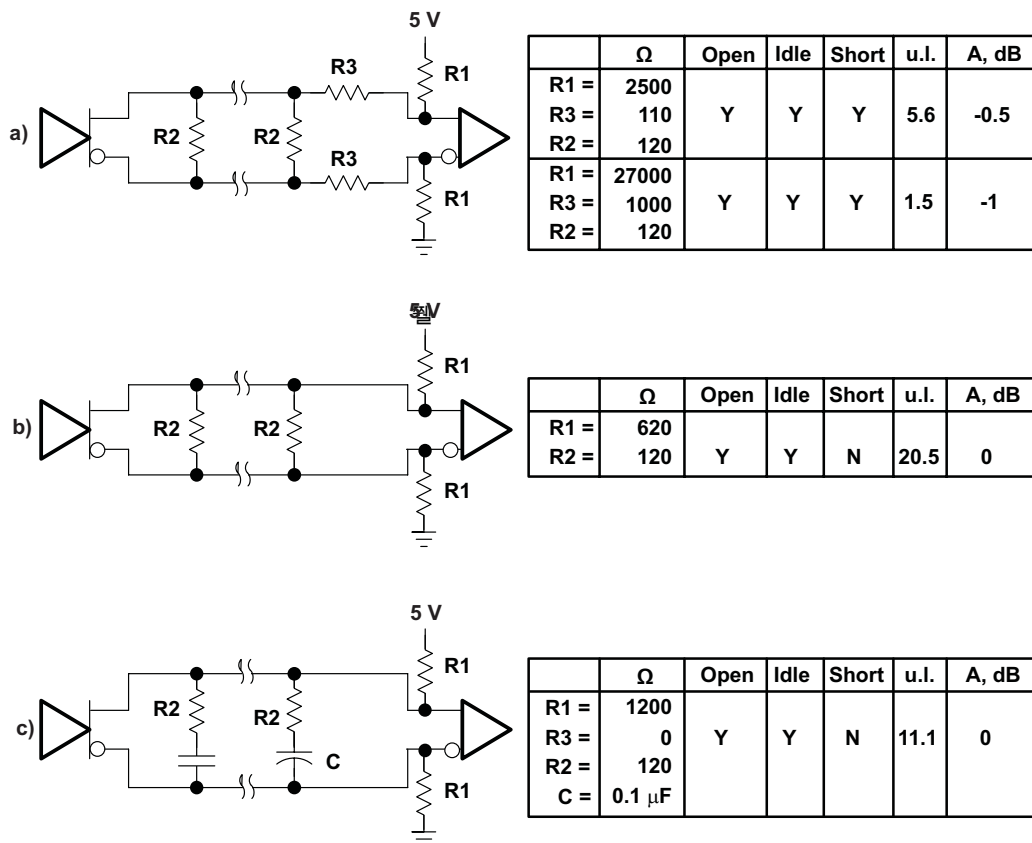 5 V
R1
R3
a)
R2
R2
R3
R1
Ω Open Idle Short u.l. A, dB
R1 = 2500
R3 = 110 Y Y Y 5.6 -0.5
R2 = 120
R1 = 27000
R3 = 1000 Y Y Y 1.5 -1
R2 = 120
R1
b)
R2
R2
R1
Ω Open Idle Short u.l. A, dB
R1 = 620
R2 = 120 Y Y N 20.5 0
5 V
R1
c)
R2
R2
C
R1
Ω Open Idle Short u.l. A, dB
R1 = 1200
R3 = 0 Y Y N 11.1 0
R2 = 120
C = 0.1 μF